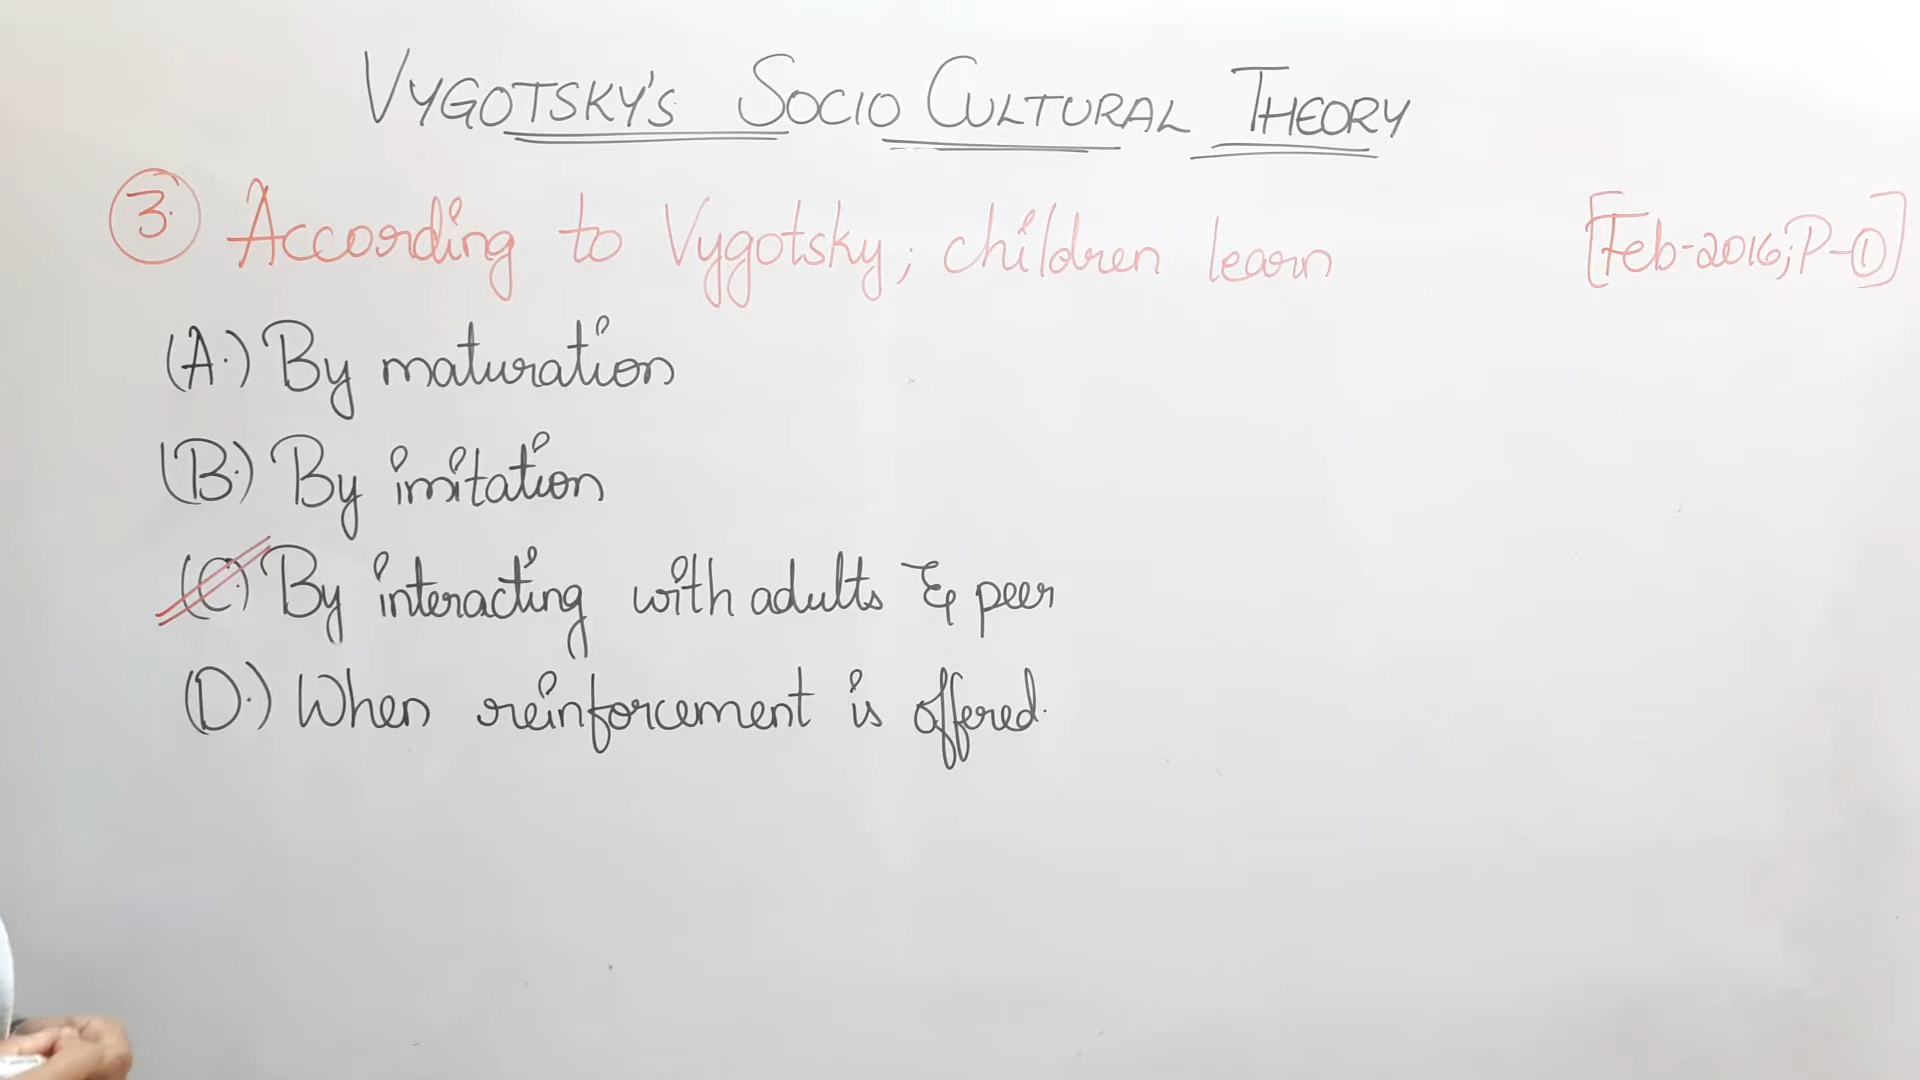 VYGOTSKY'S SOCIO CULTURAL THEORY
3. According to Vygotsky; children learn [Feb-2016; P-1]
(A.) By maturation
(B.) By imitation
(C.) By interacting with adults & peer
(D.) When reinforcement is offered.